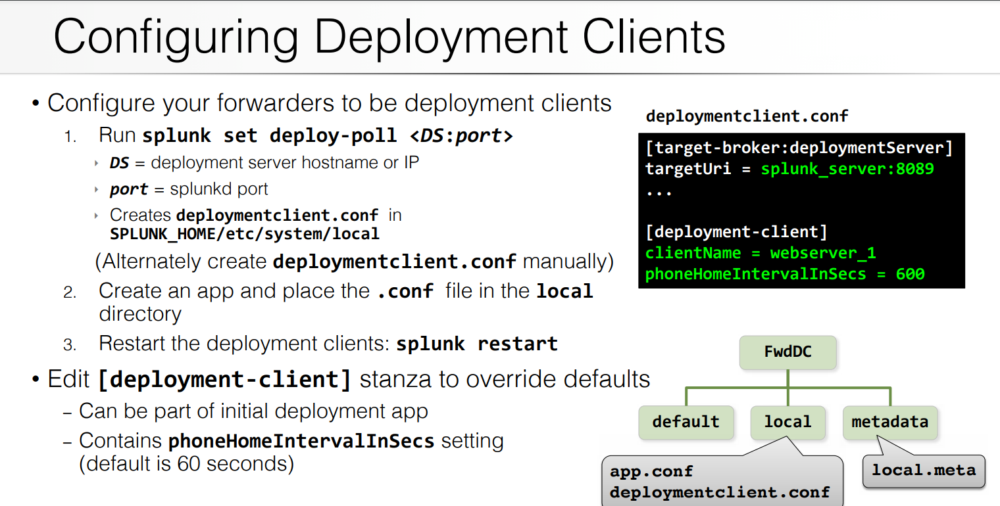 Configuring Deployment Clients
• Configure your forwarders to be deployment clients
1. Run splunk set deploy-poll <DS:port>
‣ DS = deployment server hostname or IP
‣ port = splunkd port
‣ Creates deploymentclient.conf in
SPLUNK_HOME/etc/system/local
(Alternately create deploymentclient.conf manually)
2. Create an app and place the .conf file in the local
directory
3. Restart the deployment clients: splunk restart
• Edit [deployment-client] stanza to override defaults
– Can be part of initial deployment app
– Contains phoneHomeIntervalInSecs setting
(default is 60 seconds)
deploymentclient.conf
[target-broker:deploymentServer]
targetUri = splunk_server:8089
...
[deployment-client]
clientName = webserver_1
phoneHomeIntervalInSecs = 600
FwdDC
default
local
metadata
app.conf
deploymentclient.conf
local.meta